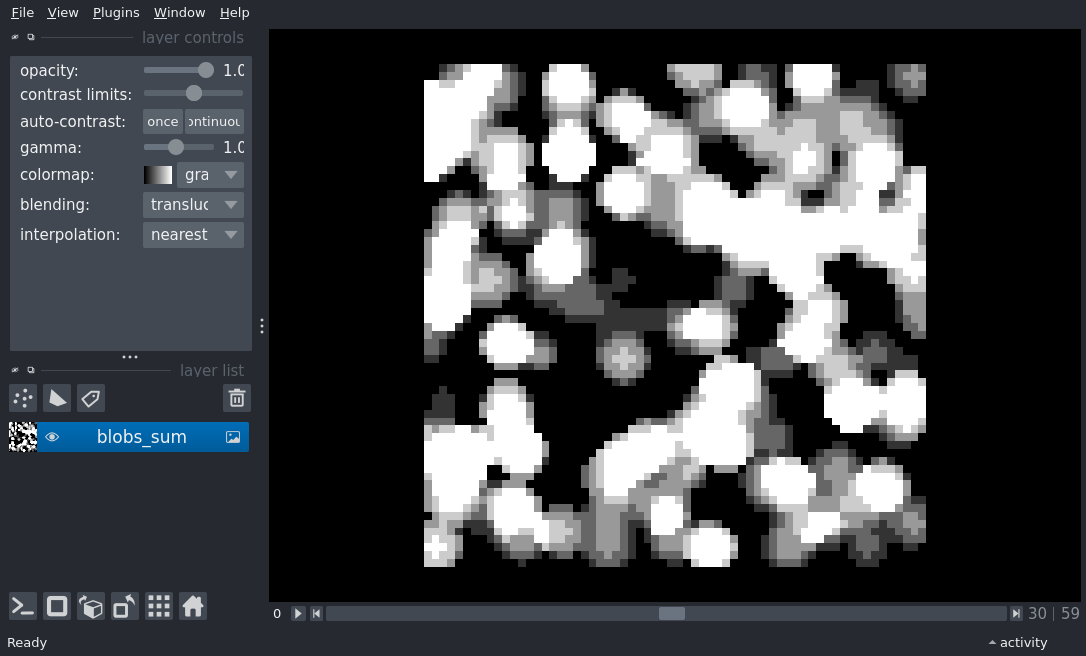 File View Plugins Window Help
layer controls
opacity: 1.0
contrast limits:
auto-contrast: once ontinuou
gamma: 1.0
colormap: gra
blending: transluc
interpolation: nearest
layer list
blobs_sum
0 30 | 59
Ready activity